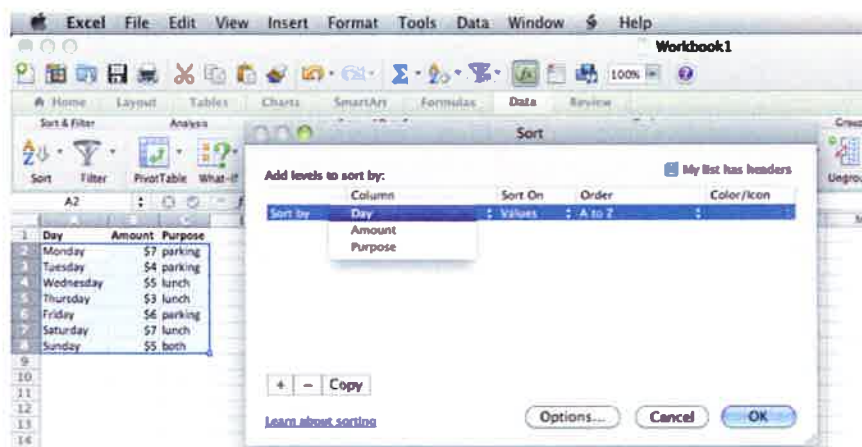 Excel File Edit View Insert Format Tools Data Window Help
Workbook1
100%
Home Layout Tables Charts SmartArt Formulas Data Review
Sort & Filter Analysis
Sort Filter PivotTable What-If
Sort
Add levels to sort by:
My list has headers
Column Sort On Order Color/Icon
Sort by Day Values A to Z
Amount
Purpose
A2
1 Day Amount Purpose
2 Monday $7 parking
3 Tuesday $4 parking
4 Wednesday $5 lunch
5 Thursday $3 lunch
6 Friday $6 parking
7 Saturday $7 lunch
8 Sunday $5 both
9
10
11
12
13
14
+ − Copy
Learn about sorting
Options... Cancel OK